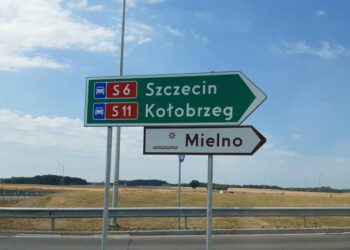 S6 Szczecin
S11 Kołobrzeg
Mielno